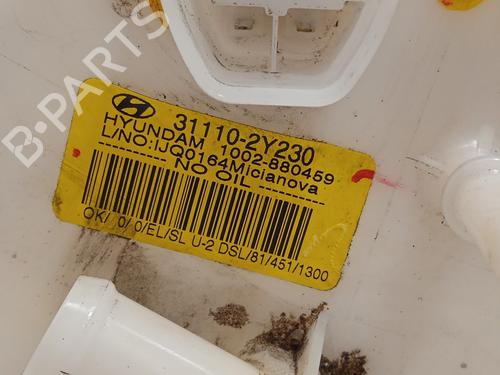 B-PARTS
31110-2Y230
HYUNDAM 1002-880459
L/NO:IJQ0164Micianova
NO OIL
OK/ 0/ 0/EL/SL U-2 DSL/81/451/1300